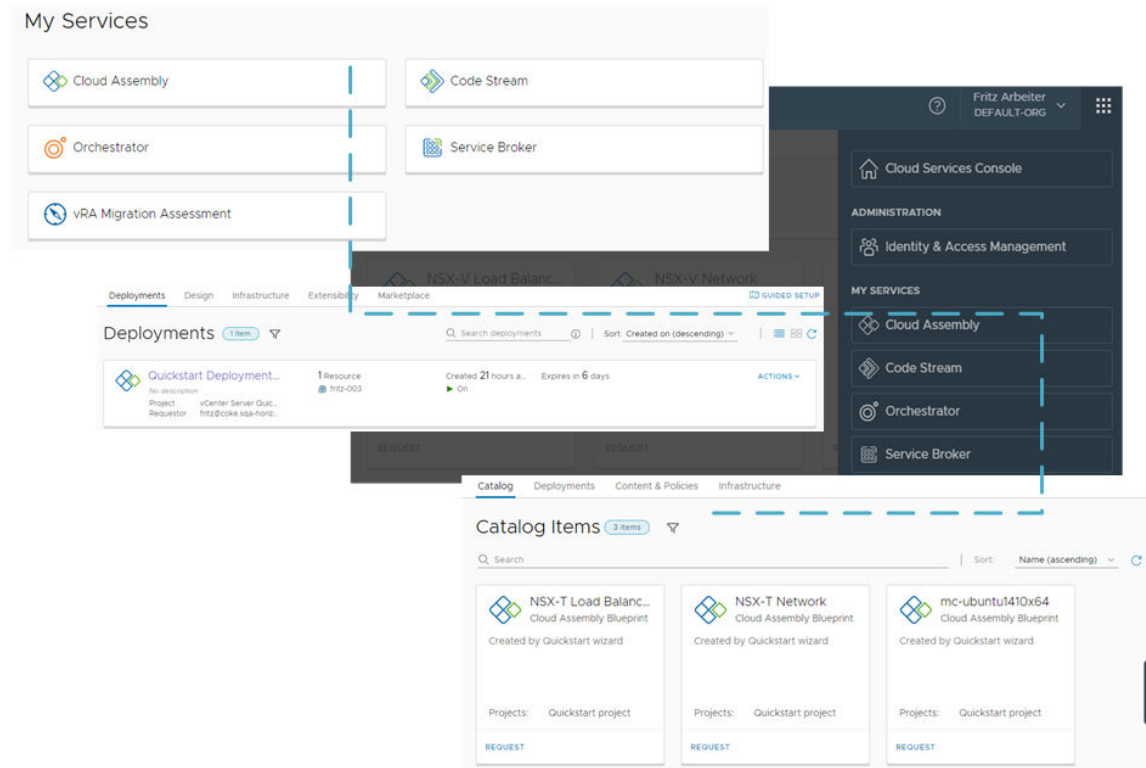 My Services
Cloud Assembly
Code Stream
Orchestrator
Service Broker
vRA Migration Assessment
Fritz Arbeiter
DEFAULT-ORG
Cloud Services Console
ADMINISTRATION
Identity & Access Management
MY SERVICES
Cloud Assembly
Code Stream
Orchestrator
Service Broker
NSX-V Load Balanc...
NSX-V Network
REQUEST
REQUEST
Deployments Design Infrastructure Extensibility Marketplace
GUIDED SETUP
Deployments 1 item
Search deployments
Sort: Created on (descending)
Quickstart Deployment...
No description
Project vCenter Server Quic...
Requestor fritz@coke.sqa-horiz...
1 Resource
fritz-003
Created 21 hours a..
On
Expires in 6 days
ACTIONS
Catalog Deployments Content & Policies Infrastructure
Catalog Items 3 items
Search
Sort: Name (ascending)
NSX-T Load Balanc...
Cloud Assembly Blueprint
Created by Quickstart wizard
Projects: Quickstart project
REQUEST
NSX-T Network
Cloud Assembly Blueprint
Created by Quickstart wizard
Projects: Quickstart project
REQUEST
mc-ubuntu1410x64
Cloud Assembly Blueprint
Created by Quickstart wizard
Projects: Quickstart project
REQUEST